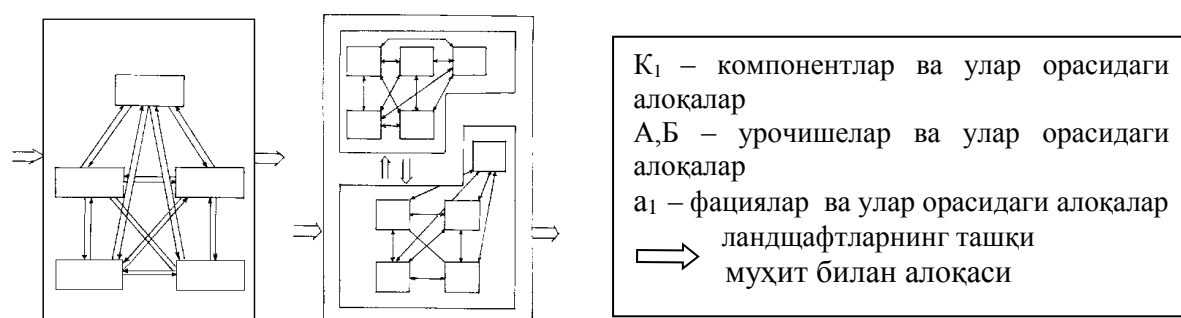 К₁ – компонентлар ва улар орасидаги
алоқалар
А,Б – урочишелар ва улар орасидаги
алоқалар
а₁ – фациялар ва улар орасидаги алоқалар
ландщафтларнинг ташқи
муҳит билан алоқаси